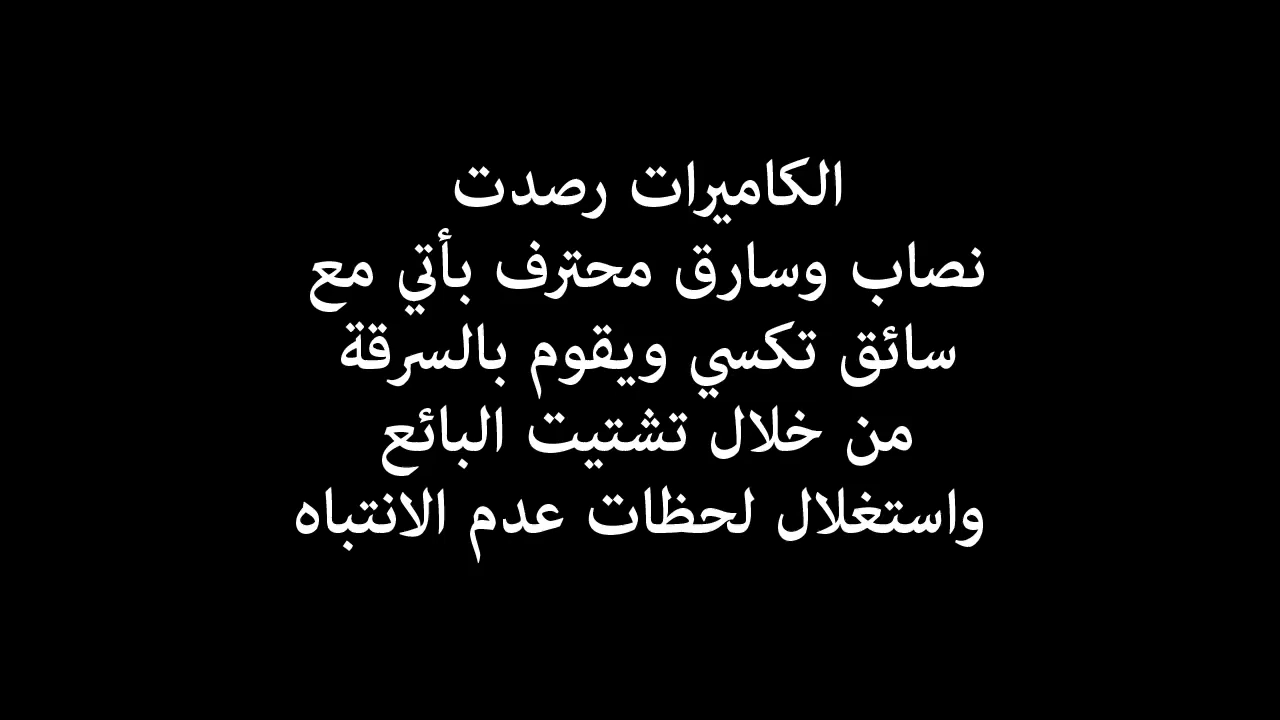 الكاميرات رصدت
نصاب وسارق محترف بأتي مع
سائق تكسي ويقوم بالسرقة
من خلال تشتيت البائع
واستغلال لحظات عدم الانتباه